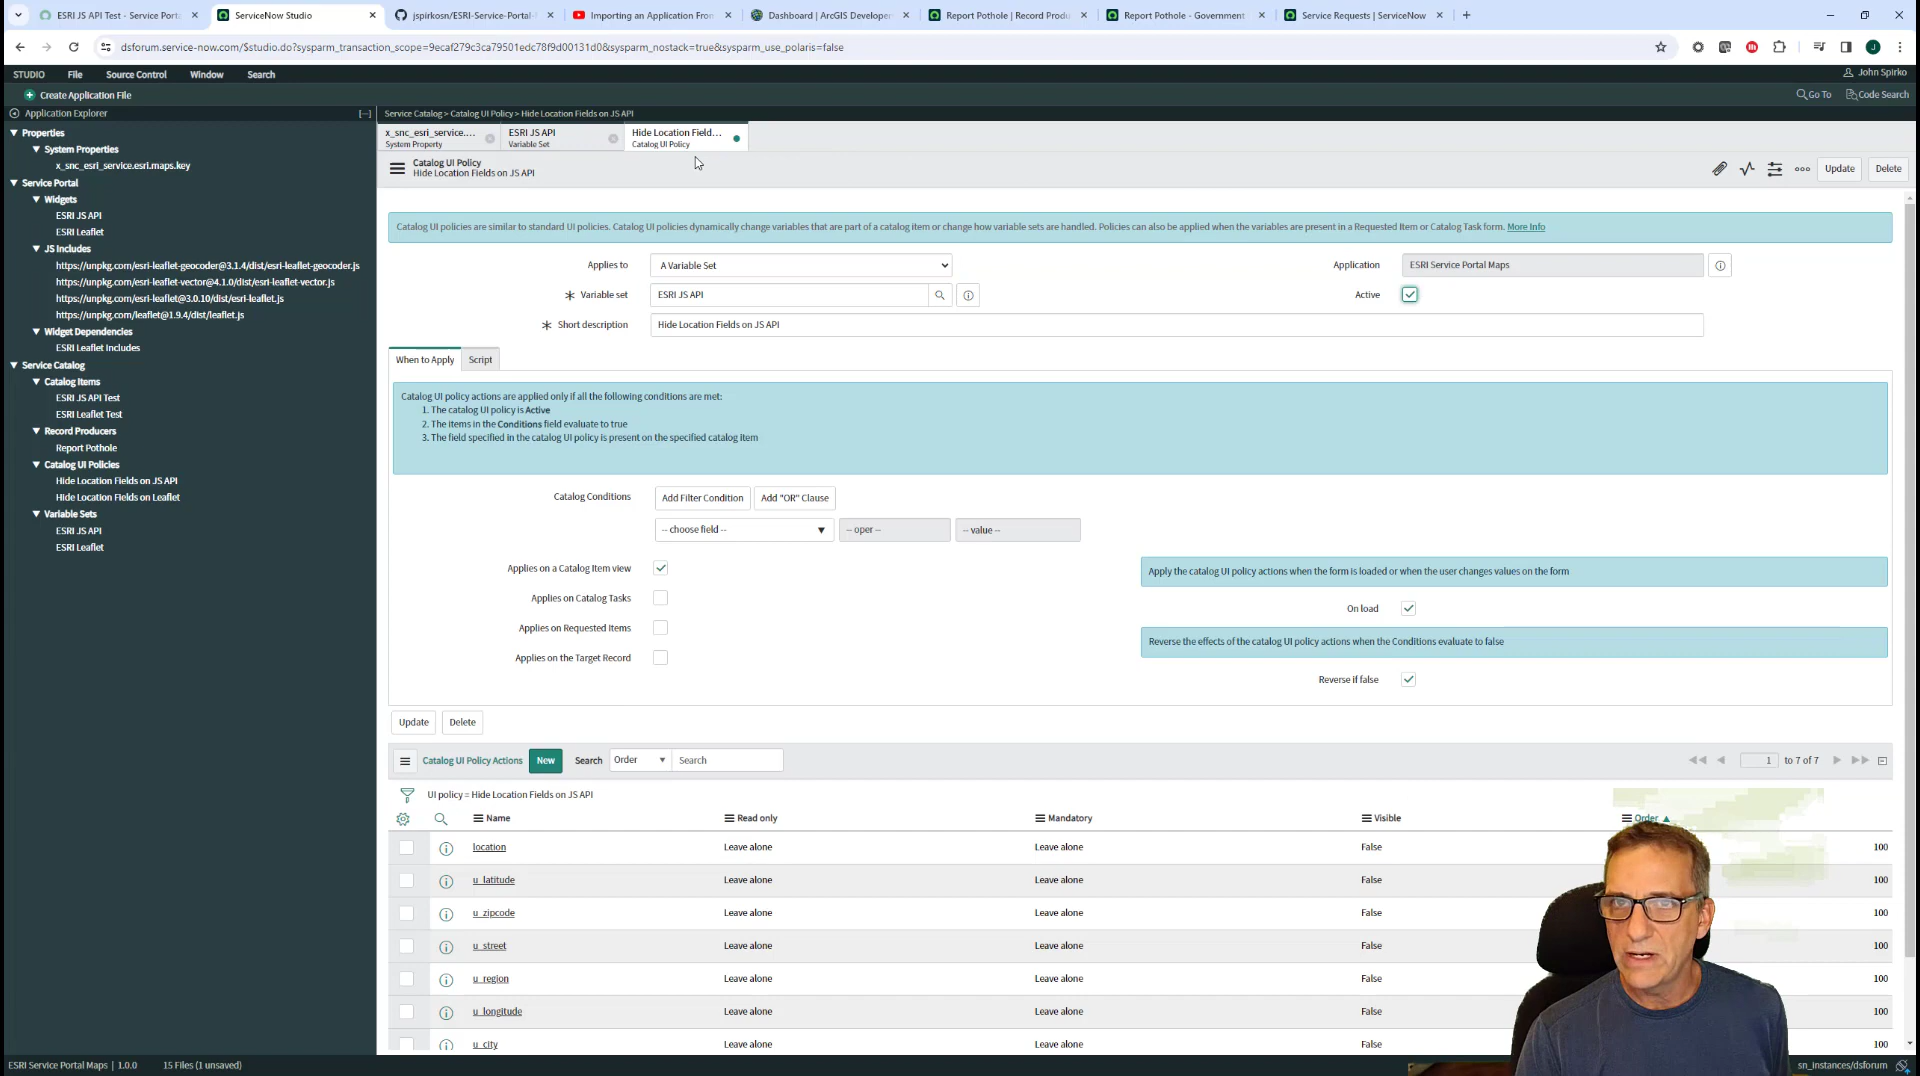 ESRI JS API Test - Service Porta
ServiceNow Studio
jspirkosn/ESRI-Service-Portal-
Importing an Application From
Dashboard | ArcGIS Developer
Report Pothole | Record Produ
Report Pothole - Government
Service Requests | ServiceNow
dsforum.service-now.com/$studio.do?sysparm_transaction_scope=9ecaf279c3ca79501edc78f9d00131d0&sysparm_nostack=true&sysparm_use_polaris=false
STUDIO File Source Control Window Search
John Spirko
Create Application File
Go To Code Search
Application Explorer
Properties
System Properties
x_snc_esri_service.esri.maps.key
Service Portal
Widgets
ESRI JS API
ESRI Leaflet
JS Includes
https://unpkg.com/esri-leaflet-geocoder@3.1.4/dist/esri-leaflet-geocoder.js
https://unpkg.com/esri-leaflet-vector@4.1.0/dist/esri-leaflet-vector.js
https://unpkg.com/esri-leaflet@3.0.10/dist/esri-leaflet.js
https://unpkg.com/leaflet@1.9.4/dist/leaflet.js
Widget Dependencies
ESRI Leaflet Includes
Service Catalog
Catalog Items
ESRI JS API Test
ESRI Leaflet Test
Record Producers
Report Pothole
Catalog UI Policies
Hide Location Fields on JS API
Hide Location Fields on Leaflet
Variable Sets
ESRI JS API
ESRI Leaflet
Service Catalog > Catalog UI Policy > Hide Location Fields on JS API
x_snc_esri_service....
System Property
ESRI JS API
Variable Set
Hide Location Field...
Catalog UI Policy
Catalog UI Policy
Hide Location Fields on JS API
Update Delete
Catalog UI policies are similar to standard UI policies. Catalog UI policies dynamically change variables that are part of a catalog item or change how variable sets are handled. Policies can also be applied when the variables are present in a Requested Item or Catalog Task form. More Info
Applies to A Variable Set
Application ESRI Service Portal Maps
Variable set ESRI JS API
Active
Short description Hide Location Fields on JS API
When to Apply Script
Catalog UI policy actions are applied only if all the following conditions are met:
1. The catalog UI policy is Active
2. The items in the Conditions field evaluate to true
3. The field specified in the catalog UI policy is present on the specified catalog item
Catalog Conditions Add Filter Condition Add "OR" Clause
-- choose field -- -- oper -- -- value --
Applies on a Catalog Item view
Apply the catalog UI policy actions when the form is loaded or when the user changes values on the form
Applies on Catalog Tasks
On load
Applies on Requested Items
Reverse the effects of the catalog UI policy actions when the Conditions evaluate to false
Applies on the Target Record
Reverse if false
Update Delete
Catalog UI Policy Actions New Search Order Search
1 to 7 of 7
UI policy = Hide Location Fields on JS API
Name Read only Mandatory Visible Order
location Leave alone Leave alone False 100
u_latitude Leave alone Leave alone False 100
u_zipcode Leave alone Leave alone False 100
u_street Leave alone Leave alone False 100
u_region Leave alone Leave alone False 100
u_longitude Leave alone Leave alone False 100
u_city Leave alone Leave alone False 100
ESRI Service Portal Maps | 1.0.0 15 Files (1 unsaved)
sn_instances/dsforum